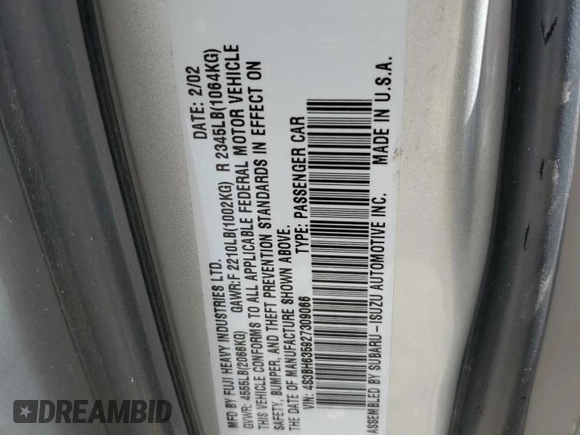 MFD BY FUJI HEAVY INDUSTRIES LTD. DATE: 2/02
GVWR: 4555LB(2066KG) GAWR:F 2210LB(1002KG) R 2345LB(1064KG)
THIS VEHICLE CONFORMS TO ALL APPLICABLE FEDERAL MOTOR VEHICLE
SAFETY, BUMPER, AND THEFT PREVENTION STANDARDS IN EFFECT ON
THE DATE OF MANUFACTURE SHOWN ABOVE.
VIN: 4S3BH635927309066 TYPE: PASSENGER CAR
ASSEMBLED BY SUBARU-ISUZU AUTOMOTIVE INC. MADE IN U.S.A.
DREAMBID